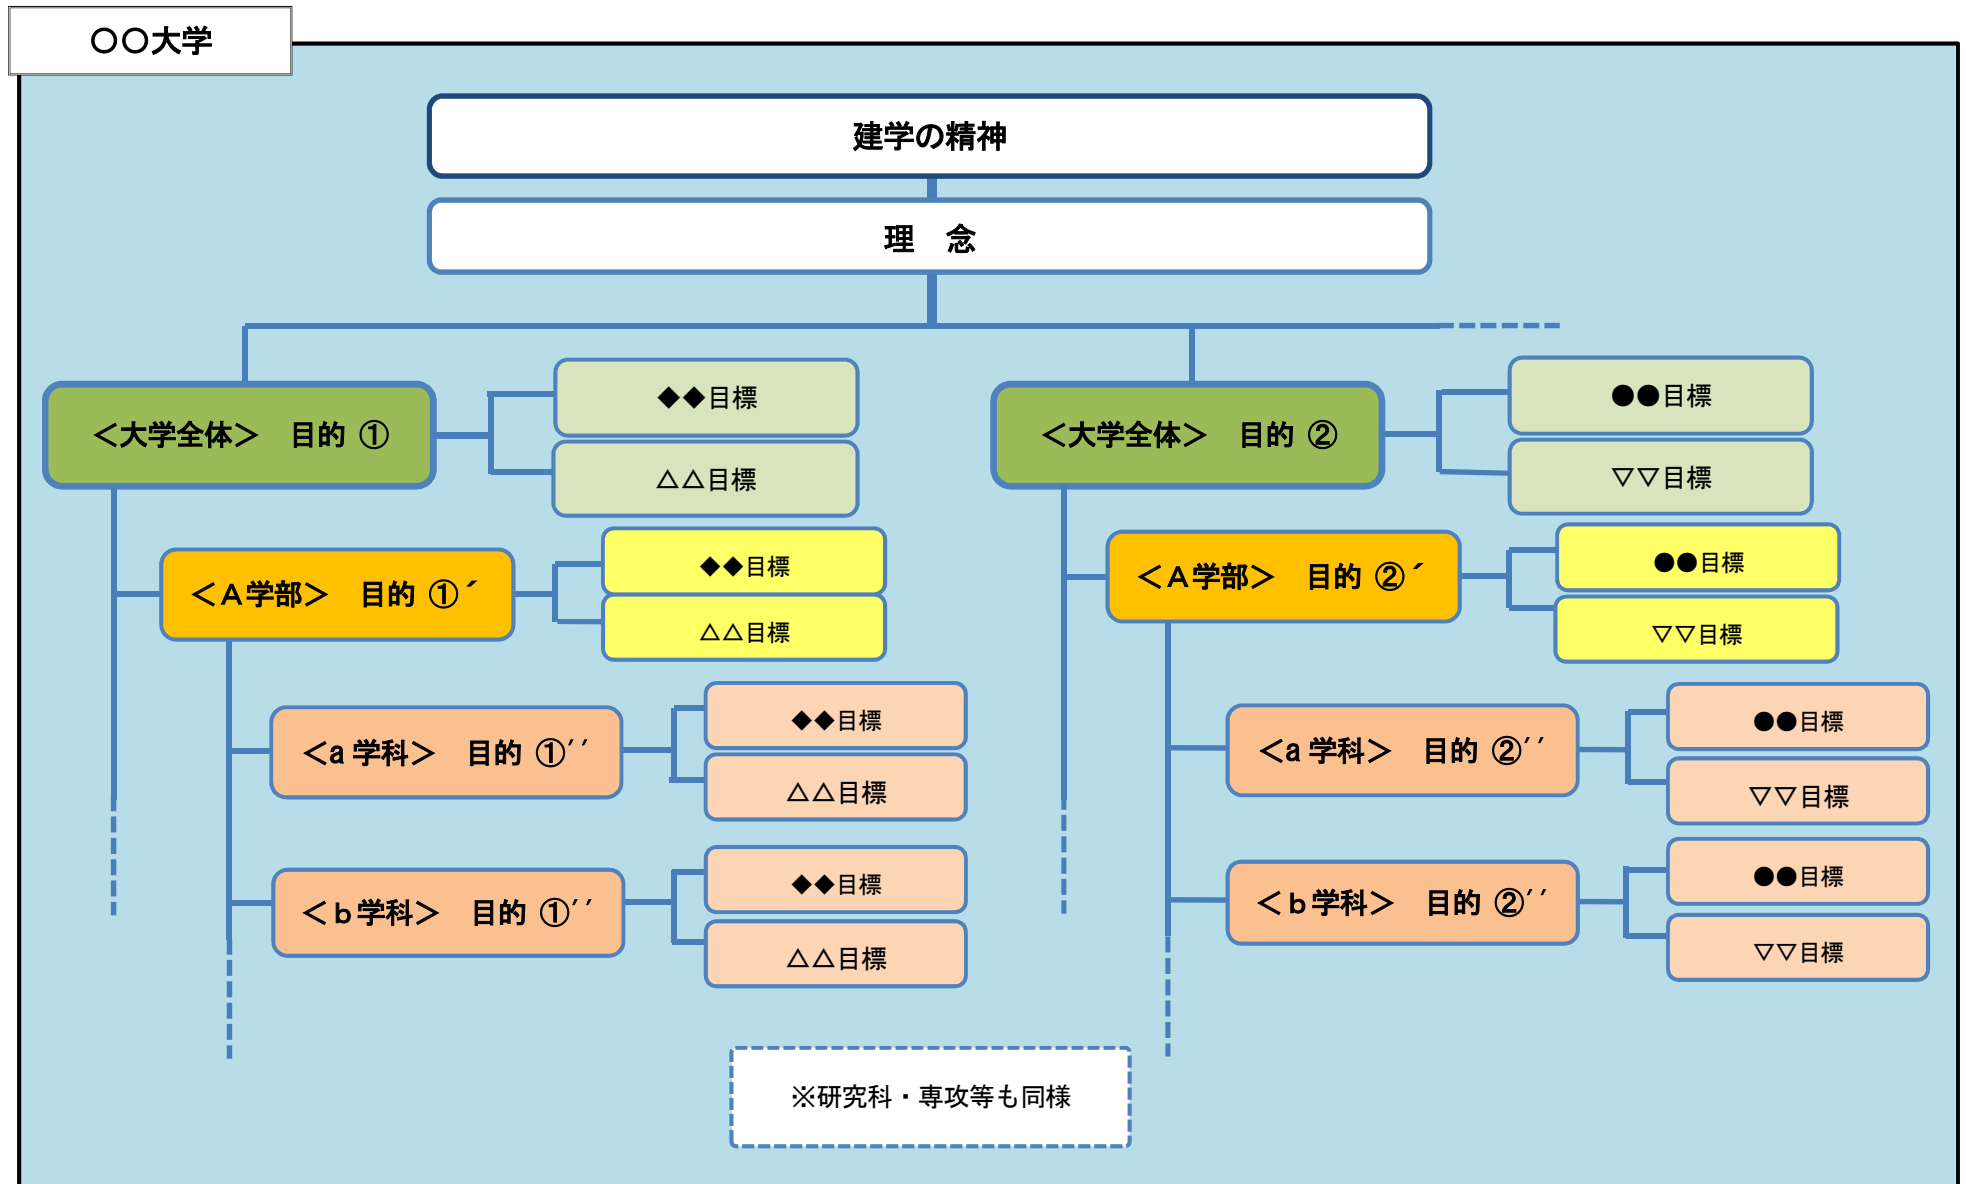 ○○大学
建学の精神
理　念
＜大学全体＞　目的 ①
◆◆目標
△△目標
＜Ａ学部＞　目的 ①´
◆◆目標
△△目標
＜a 学科＞　目的 ①´´
◆◆目標
△△目標
＜ｂ学科＞　目的 ①´´
◆◆目標
△△目標
＜大学全体＞　目的 ②
●●目標
▽▽目標
＜Ａ学部＞　目的 ②´
●●目標
▽▽目標
＜a 学科＞　目的 ②´´
●●目標
▽▽目標
＜ｂ学科＞　目的 ②´´
●●目標
▽▽目標
※研究科・専攻等も同様